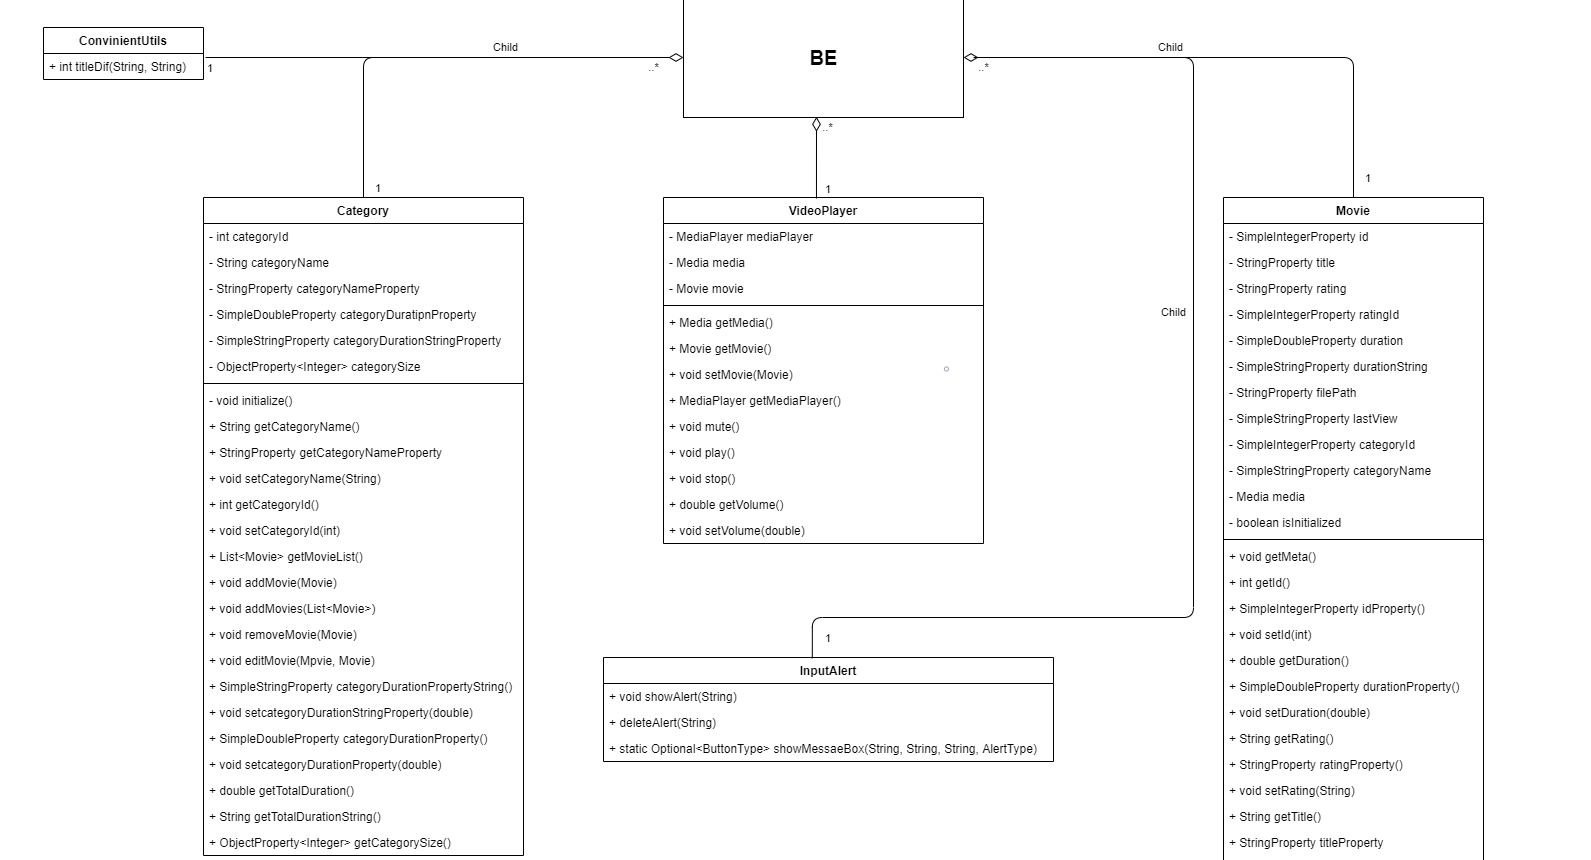 BE
Child
..*
Child
..*
..*
ConvinientUtils
+ int titleDif(String, String)
1
1
Category
- int categoryId
- String categoryName
- StringProperty categoryNameProperty
- SimpleDoubleProperty categoryDuratipnProperty
- SimpleStringProperty categoryDurationStringProperty
- ObjectProperty<Integer> categorySize
- void initialize()
+ String getCategoryName()
+ StringProperty getCategoryNameProperty
+ void setCategoryName(String)
+ int getCategoryId()
+ void setCategoryId(int)
+ List<Movie> getMovieList()
+ void addMovie(Movie)
+ void addMovies(List<Movie>)
+ void removeMovie(Movie)
+ void editMovie(Mpvie, Movie)
+ SimpleStringProperty categoryDurationPropertyString()
+ void setcategoryDurationStringProperty(double)
+ SimpleDoubleProperty categoryDurationProperty()
+ void setcategoryDurationProperty(double)
+ double getTotalDuration()
+ String getTotalDurationString()
+ ObjectProperty<Integer> getCategorySize()
1
VideoPlayer
- MediaPlayer mediaPlayer
- Media media
- Movie movie
+ Media getMedia()
+ Movie getMovie()
+ void setMovie(Movie)
+ MediaPlayer getMediaPlayer()
+ void mute()
+ void play()
+ void stop()
+ double getVolume()
+ void setVolume(double)
Child
1
InputAlert
+ void showAlert(String)
+ deleteAlert(String)
+ static Optional<ButtonType> showMessaeBox(String, String, String, AlertType)
1
Movie
- SimpleIntegerProperty id
- StringProperty title
- StringProperty rating
- SimpleIntegerProperty ratingId
- SimpleDoubleProperty duration
- SimpleStringProperty durationString
- StringProperty filePath
- SimpleStringProperty lastView
- SimpleIntegerProperty categoryId
- SimpleStringProperty categoryName
- Media media
- boolean isInitialized
+ void getMeta()
+ int getId()
+ SimpleIntegerProperty idProperty()
+ void setId(int)
+ double getDuration()
+ SimpleDoubleProperty durationProperty()
+ void setDuration(double)
+ String getRating()
+ StringProperty ratingProperty()
+ void setRating(String)
+ String getTitle()
+ StringProperty titleProperty